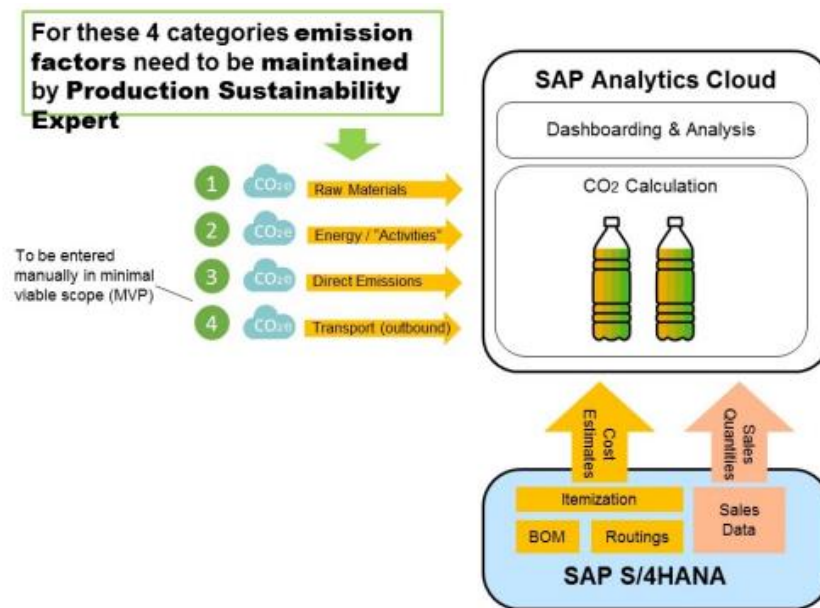 For these 4 categories emission
factors need to be maintained
by Production Sustainability
Expert
SAP Analytics Cloud
Dashboarding & Analysis
CO2 Calculation
1
CO2e
Raw Materials
2
CO2e
Energy / "Activities"
To be entered
manually in minimal
viable scope (MVP)
3
CO2e
Direct Emissions
4
CO2e
Transport (outbound)
Cost
Estimates
Sales
Quantities
Itemization
BOM
Routings
Sales
Data
SAP S/4HANA